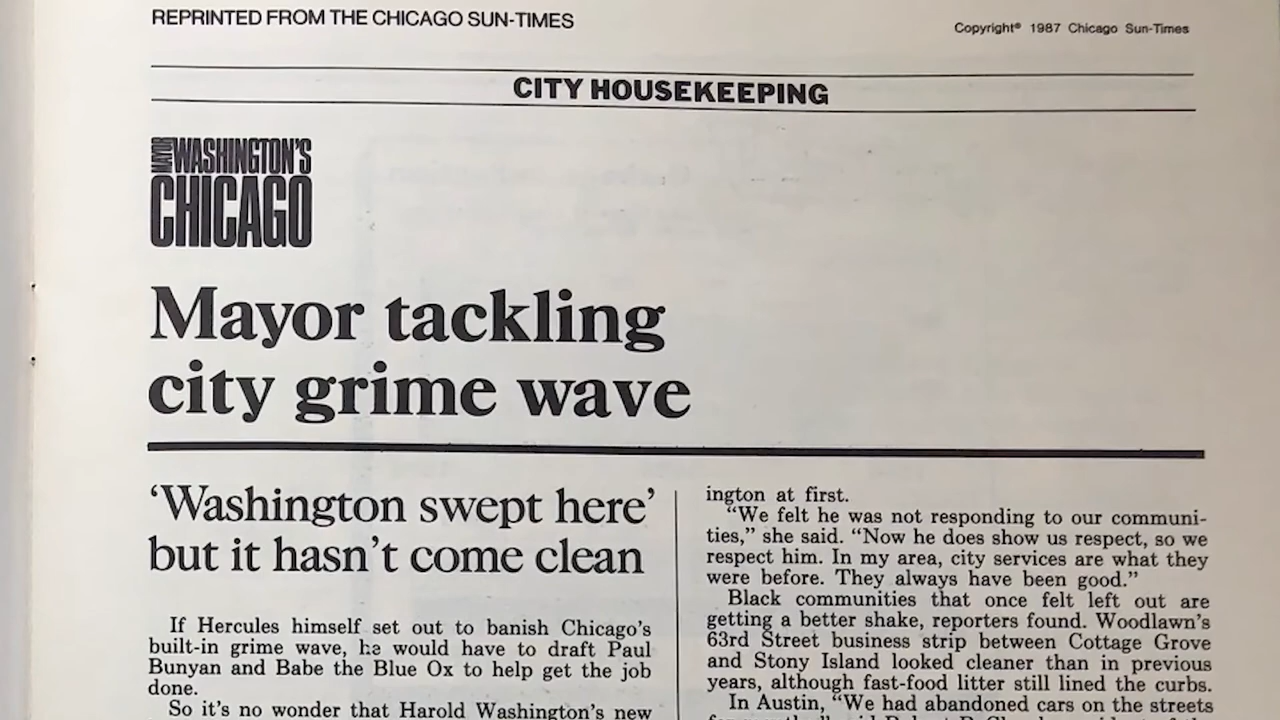 REPRINTED FROM THE CHICAGO SUN-TIMES
Copyright® 1987 Chicago Sun-Times
CITY HOUSEKEEPING
MAYOR WASHINGTON'S
CHICAGO
Mayor tackling
city grime wave
‘Washington swept here’
but it hasn’t come clean
If Hercules himself set out to banish Chicago’s
built-in grime wave, he would have to draft Paul
Bunyan and Babe the Blue Ox to help get the job
done.
So it’s no wonder that Harold Washington’s new
ington at first.
“We felt he was not responding to our communi-
ties,” she said. “Now he does show us respect, so we
respect him. In my area, city services are what they
were before. They always have been good.”
Black communities that once felt left out are
getting a better shake, reporters found. Woodlawn’s
63rd Street business strip between Cottage Grove
and Stony Island looked cleaner than in previous
years, although fast-food litter still lined the curbs.
In Austin, “We had abandoned cars on the streets